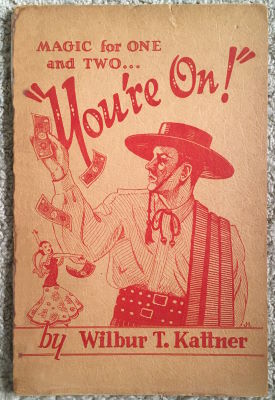 MAGIC for ONE
and TWO...
"You're On!"
by Wilbur T. Kattner